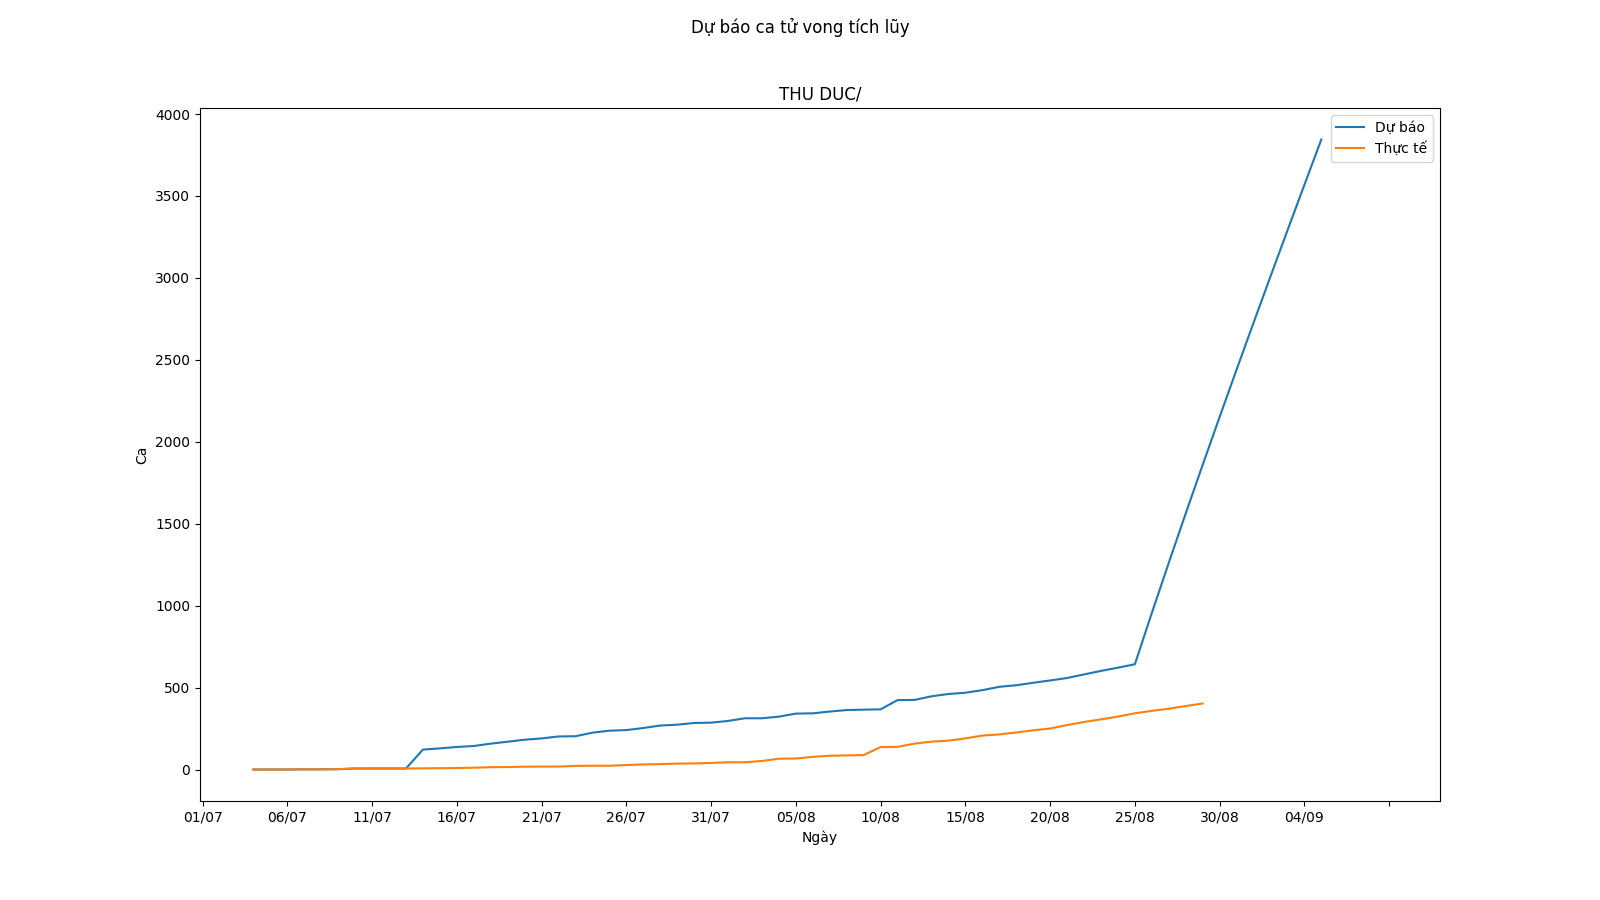 Dự báo ca tử vong tích lũy
THU DUC/
Dự báo
Thực tế
4000
3500
3000
2500
2000
1500
1000
500
0
Ca
01/07 06/07 11/07 16/07 21/07 26/07 31/07 05/08 10/08 15/08 20/08 25/08 30/08 04/09
Ngày